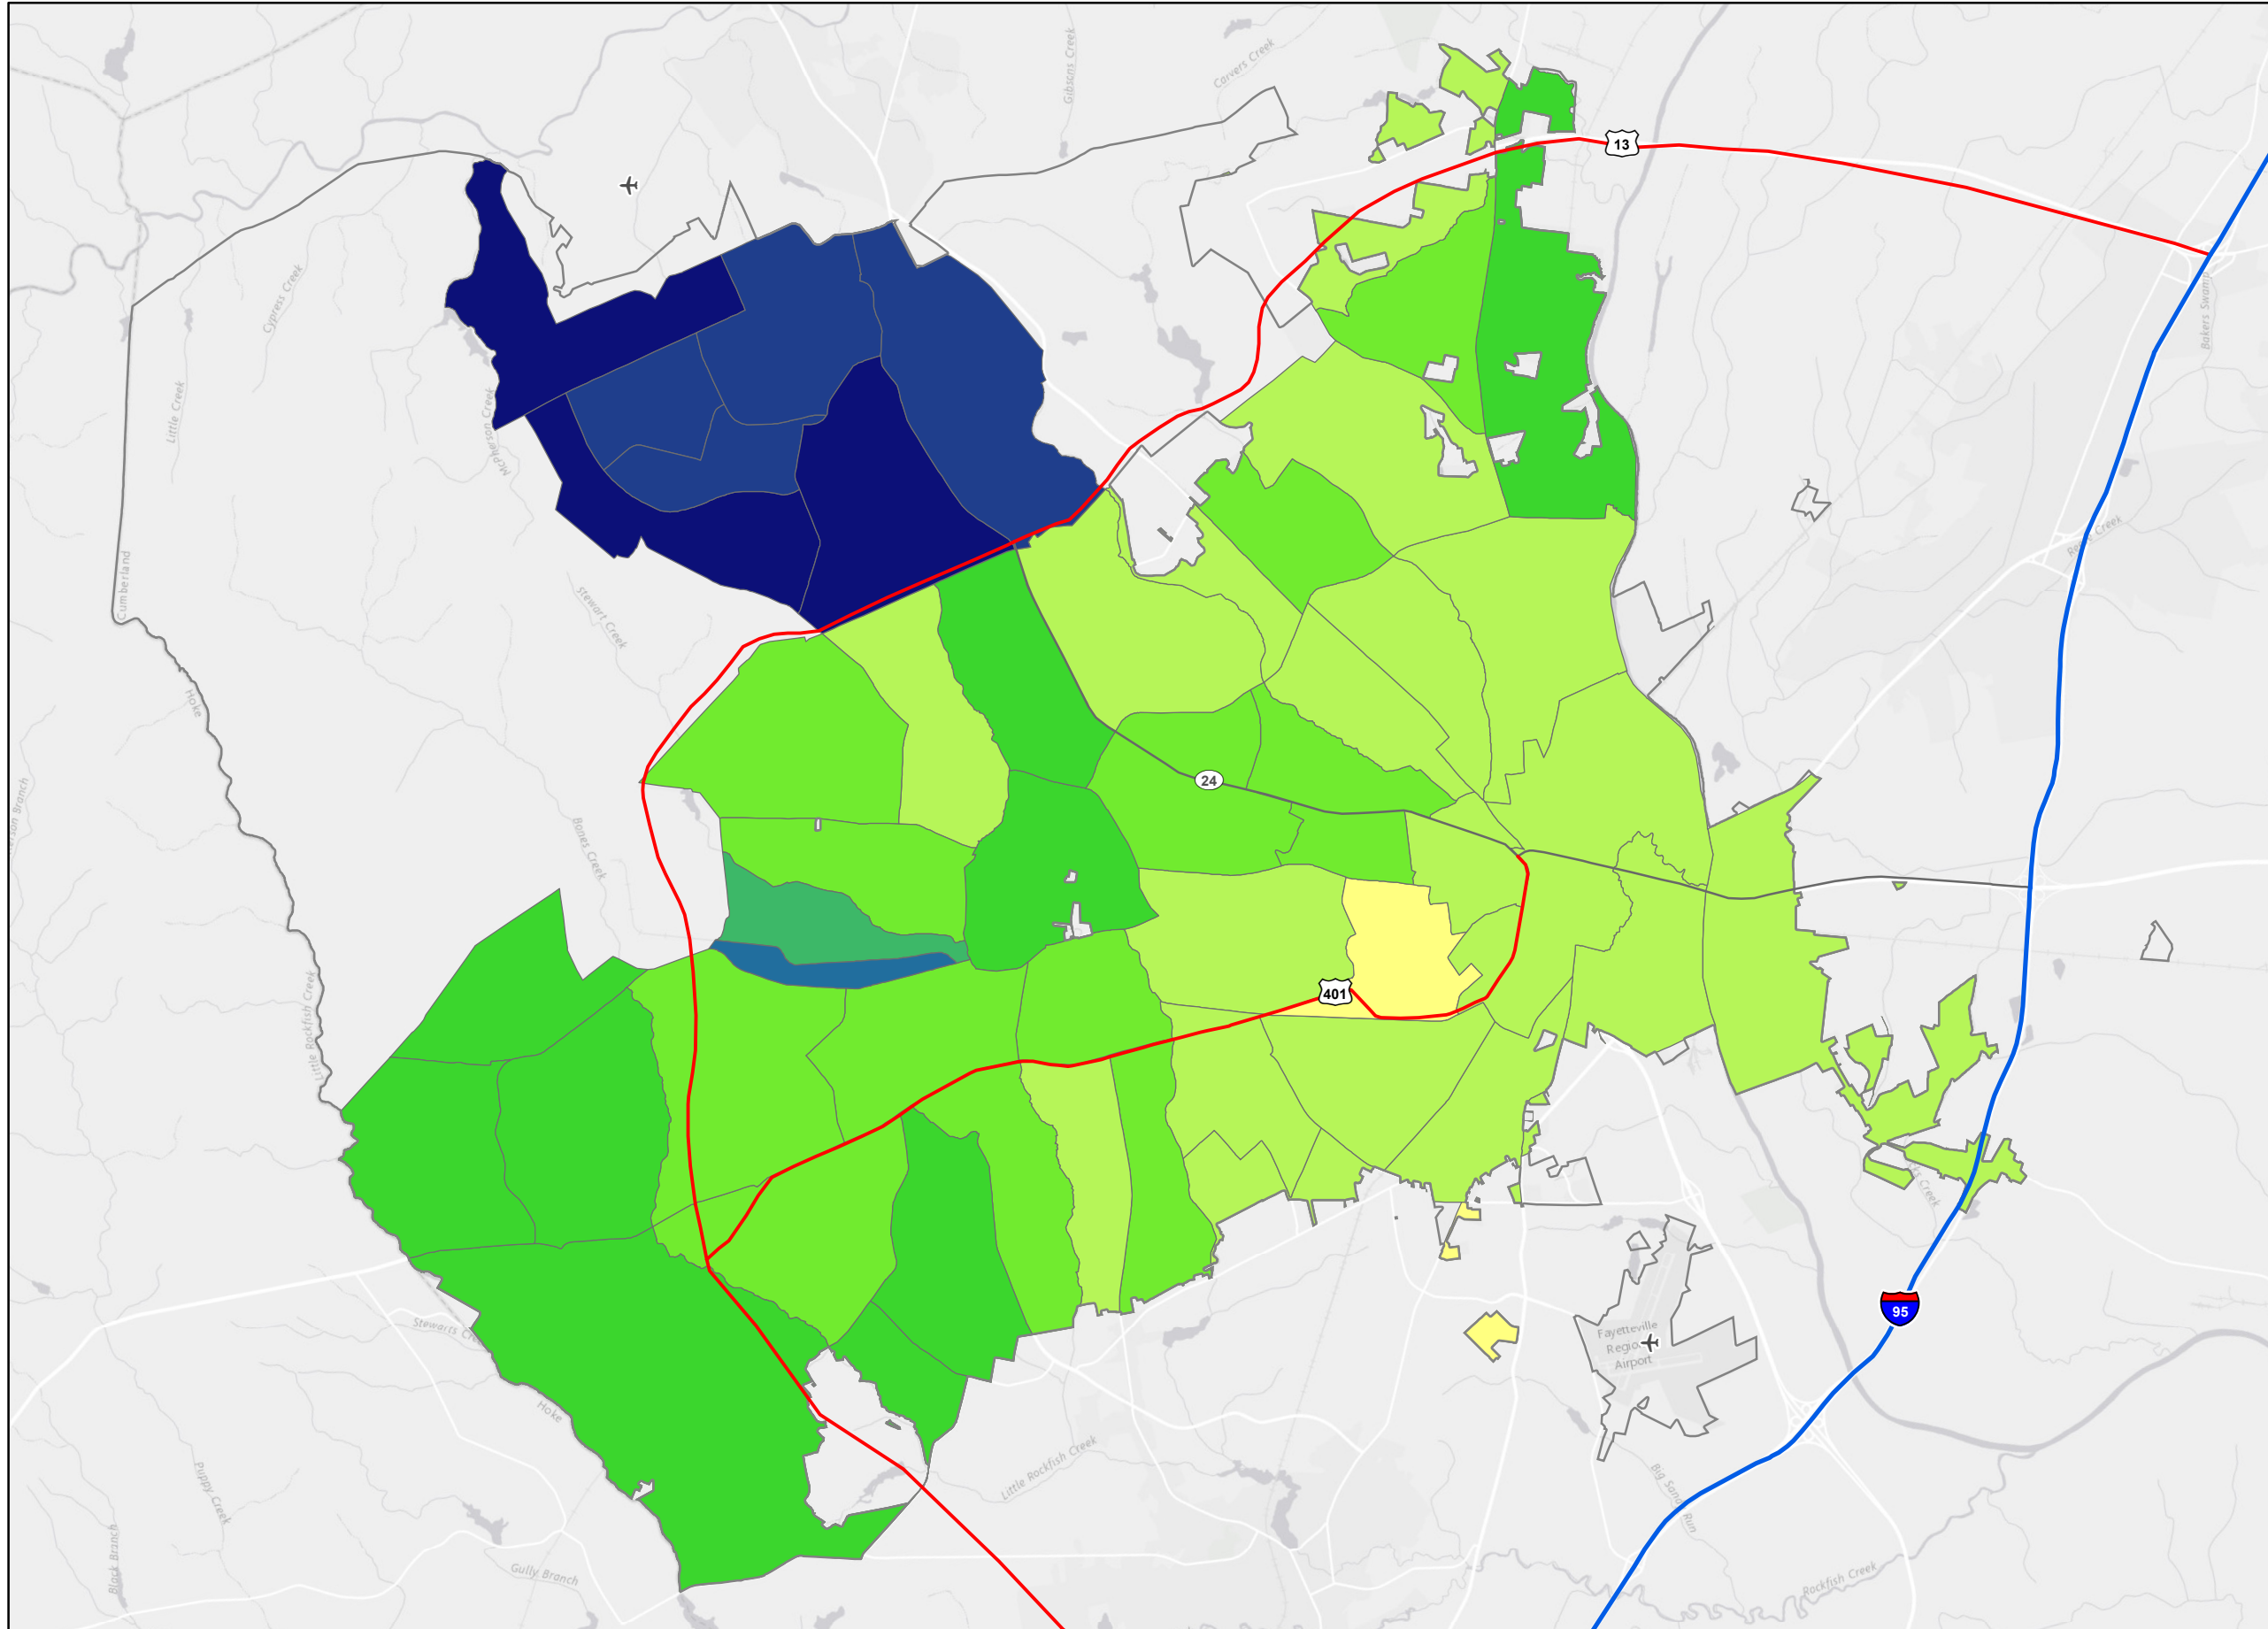 Gibsons Creek
Carvers Creek
13
Cypress Creek
Bakers Swamp
Little Creek
McPherson Creek
Creek
Cumberland
Stewart Creek
Hoke
24
Bones Creek
Little Rockfish Creek
401
Creek
95
Fayetteville
Regional
Airport
Stewarts
Hoke
Little Rockfish Creek
Puppy Creek
Big Sandy Run
Black Branch
Gully Branch
Rockfish Creek
Branch